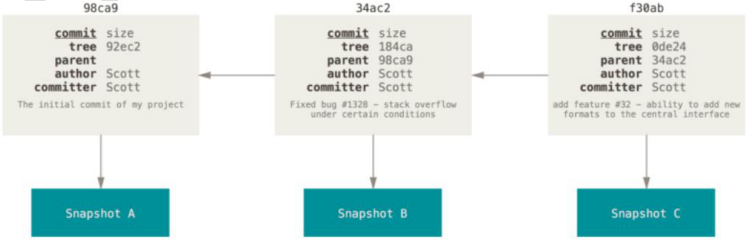 98ca9
commit size
tree 92ec2
parent
author Scott
committer Scott
The initial commit of my project
Snapshot A
34ac2
commit size
tree 184ca
parent 98ca9
author Scott
committer Scott
Fixed bug #1328 – stack overflow
under certain conditions
Snapshot B
f30ab
commit size
tree 0de24
parent 34ac2
author Scott
committer Scott
add feature #32 – ability to add new
formats to the central interface
Snapshot C